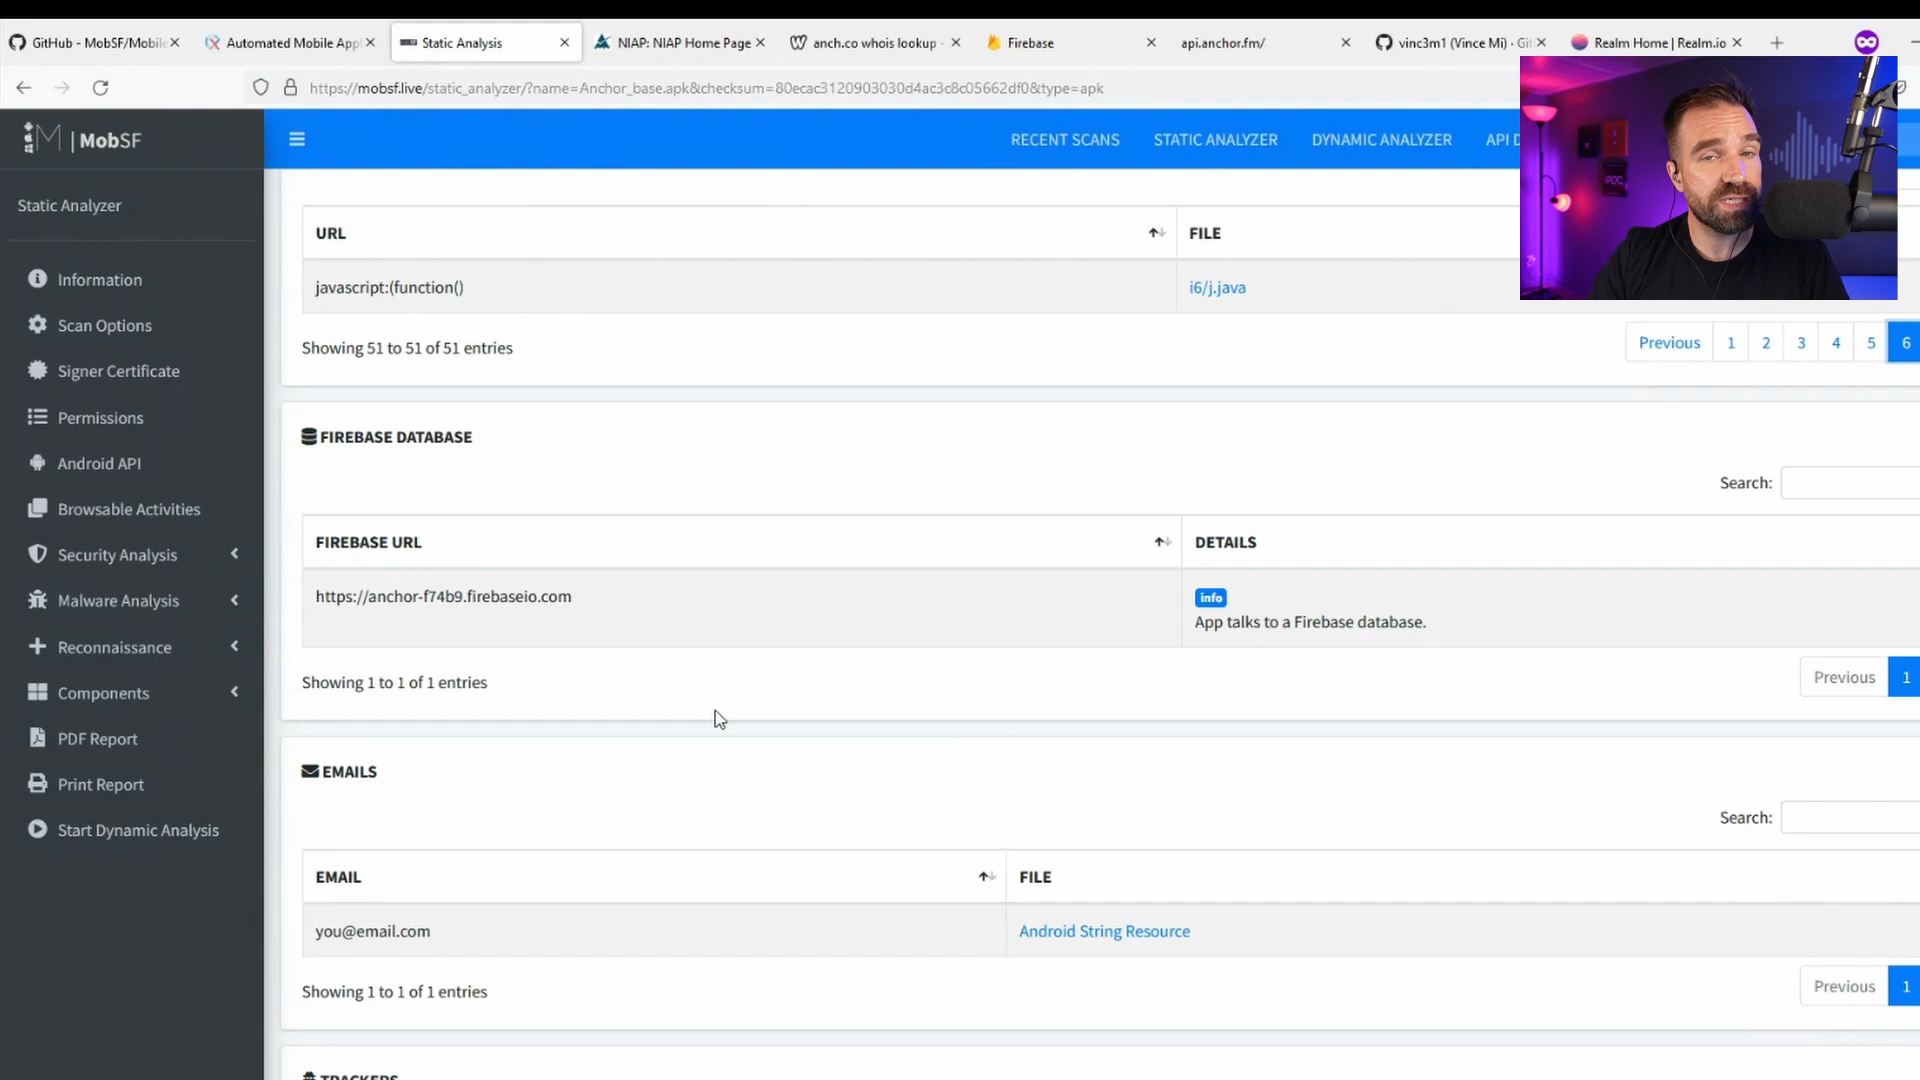 GitHub - MobSF/Mobile
Automated Mobile App
Static Analysis
NIAP: NIAP Home Page
anch.co whois lookup -
Firebase
api.anchor.fm/
vinc3m1 (Vince Mi) · Git
Realm Home | Realm.io
https://mobsf.live/static_analyzer/?name=Anchor_base.apk&checksum=80ecac3120903030d4ac3c8c05662df0&type=apk
| MobSF
RECENT SCANS
STATIC ANALYZER
DYNAMIC ANALYZER
API D
Static Analyzer
Information
Scan Options
Signer Certificate
Permissions
Android API
Browsable Activities
Security Analysis
Malware Analysis
Reconnaissance
Components
PDF Report
Print Report
Start Dynamic Analysis
URL
FILE
javascript:(function()
i6/j.java
Showing 51 to 51 of 51 entries
Previous 1 2 3 4 5 6
FIREBASE DATABASE
Search:
FIREBASE URL
DETAILS
https://anchor-f74b9.firebaseio.com
info
App talks to a Firebase database.
Showing 1 to 1 of 1 entries
Previous 1
EMAILS
Search:
EMAIL
FILE
you@email.com
Android String Resource
Showing 1 to 1 of 1 entries
Previous 1
TRACKERS